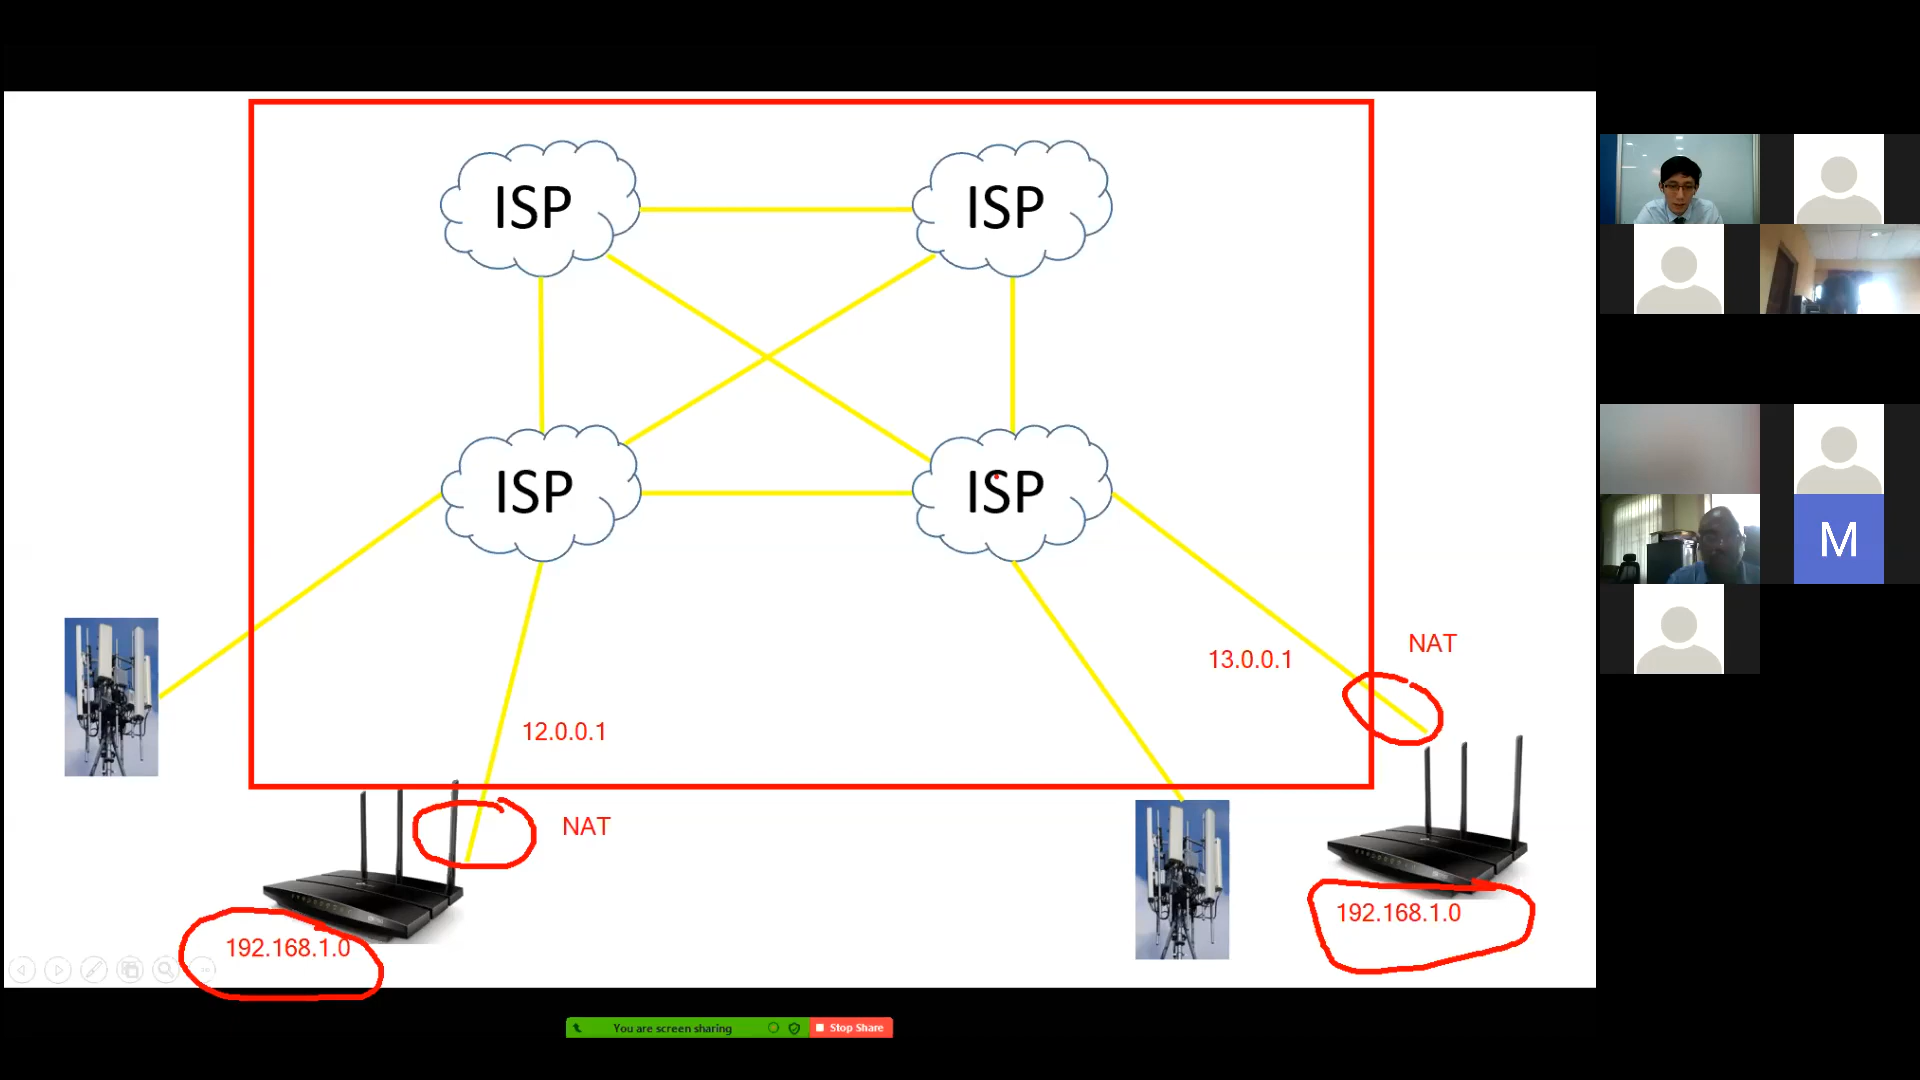 ISP
ISP
ISP
ISP
13.0.0.1
NAT
12.0.0.1
NAT
192.168.1.0
192.168.1.0
M
You are screen sharing
Stop Share